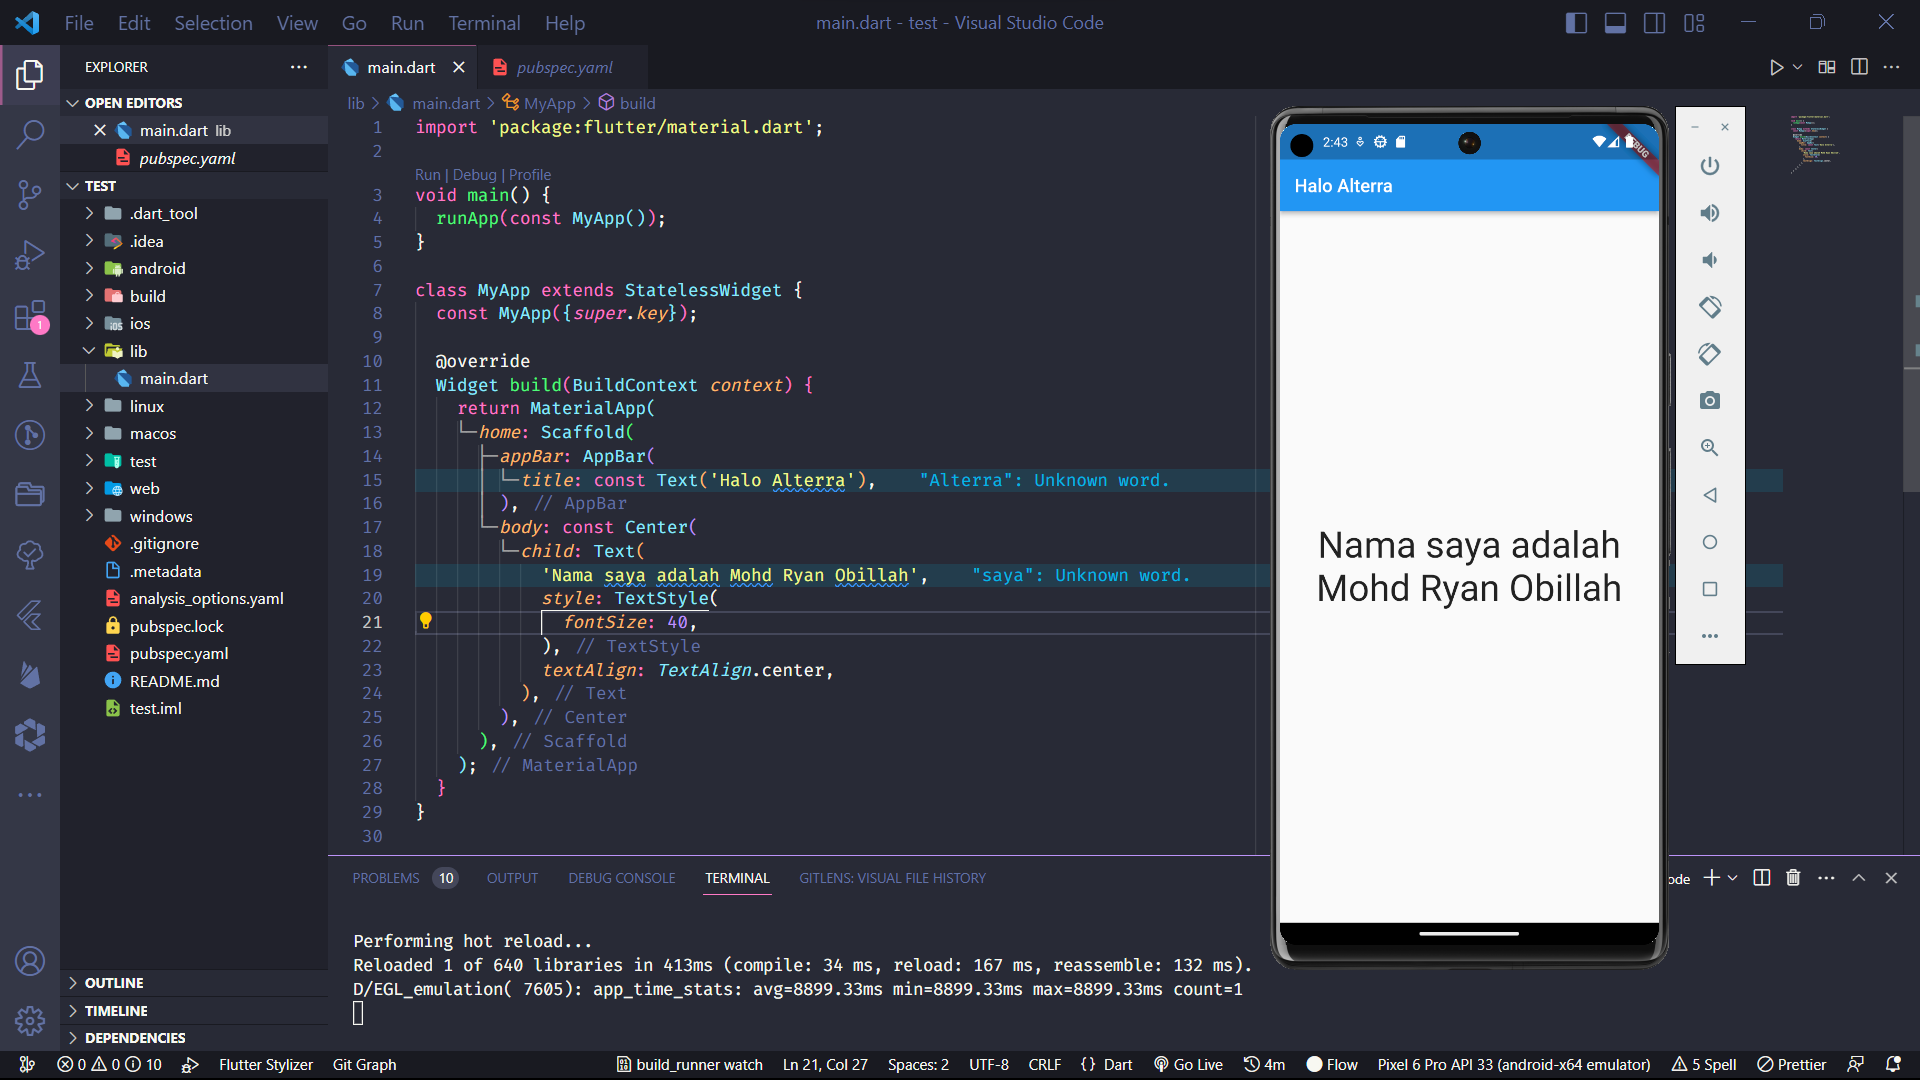 File Edit Selection View Go Run Terminal Help
main.dart - test - Visual Studio Code
EXPLORER
OPEN EDITORS
main.dart lib
pubspec.yaml
TEST
.dart_tool
.idea
android
build
ios
lib
main.dart
linux
macos
test
web
windows
.gitignore
.metadata
analysis_options.yaml
pubspec.lock
pubspec.yaml
README.md
test.iml
OUTLINE
TIMELINE
DEPENDENCIES
1
main.dart
pubspec.yaml
lib > main.dart > MyApp > build
1 import 'package:flutter/material.dart';
2
Run | Debug | Profile
3 void main() {
4 runApp(const MyApp());
5 }
6
7 class MyApp extends StatelessWidget {
8 const MyApp({super.key});
9
10 @override
11 Widget build(BuildContext context) {
12 return MaterialApp(
13 home: Scaffold(
14 appBar: AppBar(
15 title: const Text('Halo Alterra'), "Alterra": Unknown word.
16 ), // AppBar
17 body: const Center(
18 child: Text(
19 'Nama saya adalah Mohd Ryan Obillah', "saya": Unknown word.
20 style: TextStyle(
21 fontSize: 40,
22 ), // TextStyle
23 textAlign: TextAlign.center,
24 ), // Text
25 ), // Center
26 ), // Scaffold
27 ); // MaterialApp
28 }
29 }
30
2:43
Halo Alterra
Nama saya adalah
Mohd Ryan Obillah
PROBLEMS 10 OUTPUT DEBUG CONSOLE TERMINAL GITLENS: VISUAL FILE HISTORY
ode
Performing hot reload...
Reloaded 1 of 640 libraries in 413ms (compile: 34 ms, reload: 167 ms, reassemble: 132 ms).
D/EGL_emulation( 7605): app_time_stats: avg=8899.33ms min=8899.33ms max=8899.33ms count=1
0 0 10 Flutter Stylizer Git Graph build_runner watch Ln 21, Col 27 Spaces: 2 UTF-8 CRLF {} Dart Go Live 4m Flow Pixel 6 Pro API 33 (android-x64 emulator) 5 Spell Prettier